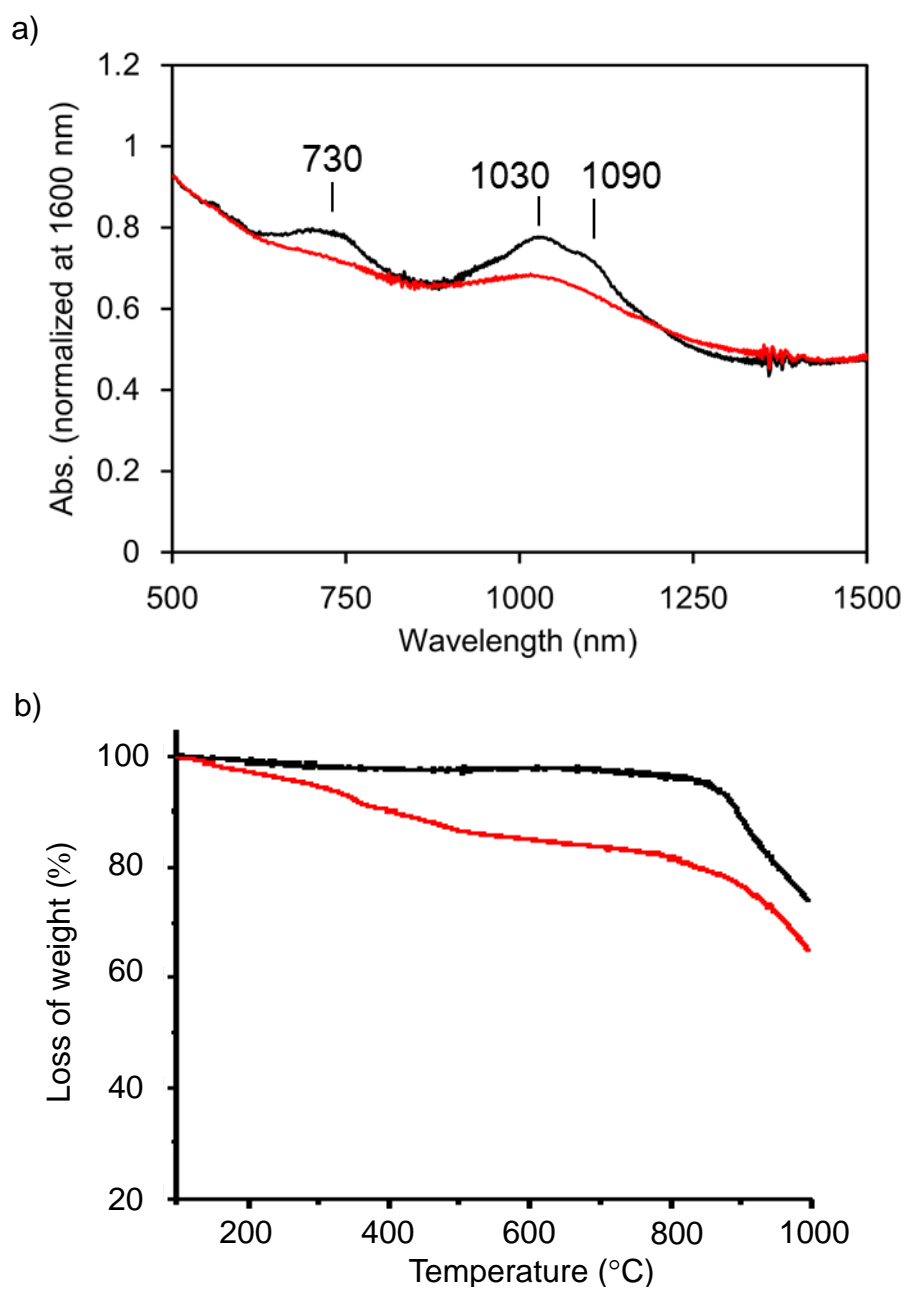 a)
1.2
1
0.8
0.6
0.4
0.2
0
Abs. (normalized at 1600 nm)
730
1030 1090
500 750 1000 1250 1500
Wavelength (nm)
b)
100
80
60
40
20
Loss of weight (%)
200 400 600 800 1000
Temperature (°C)